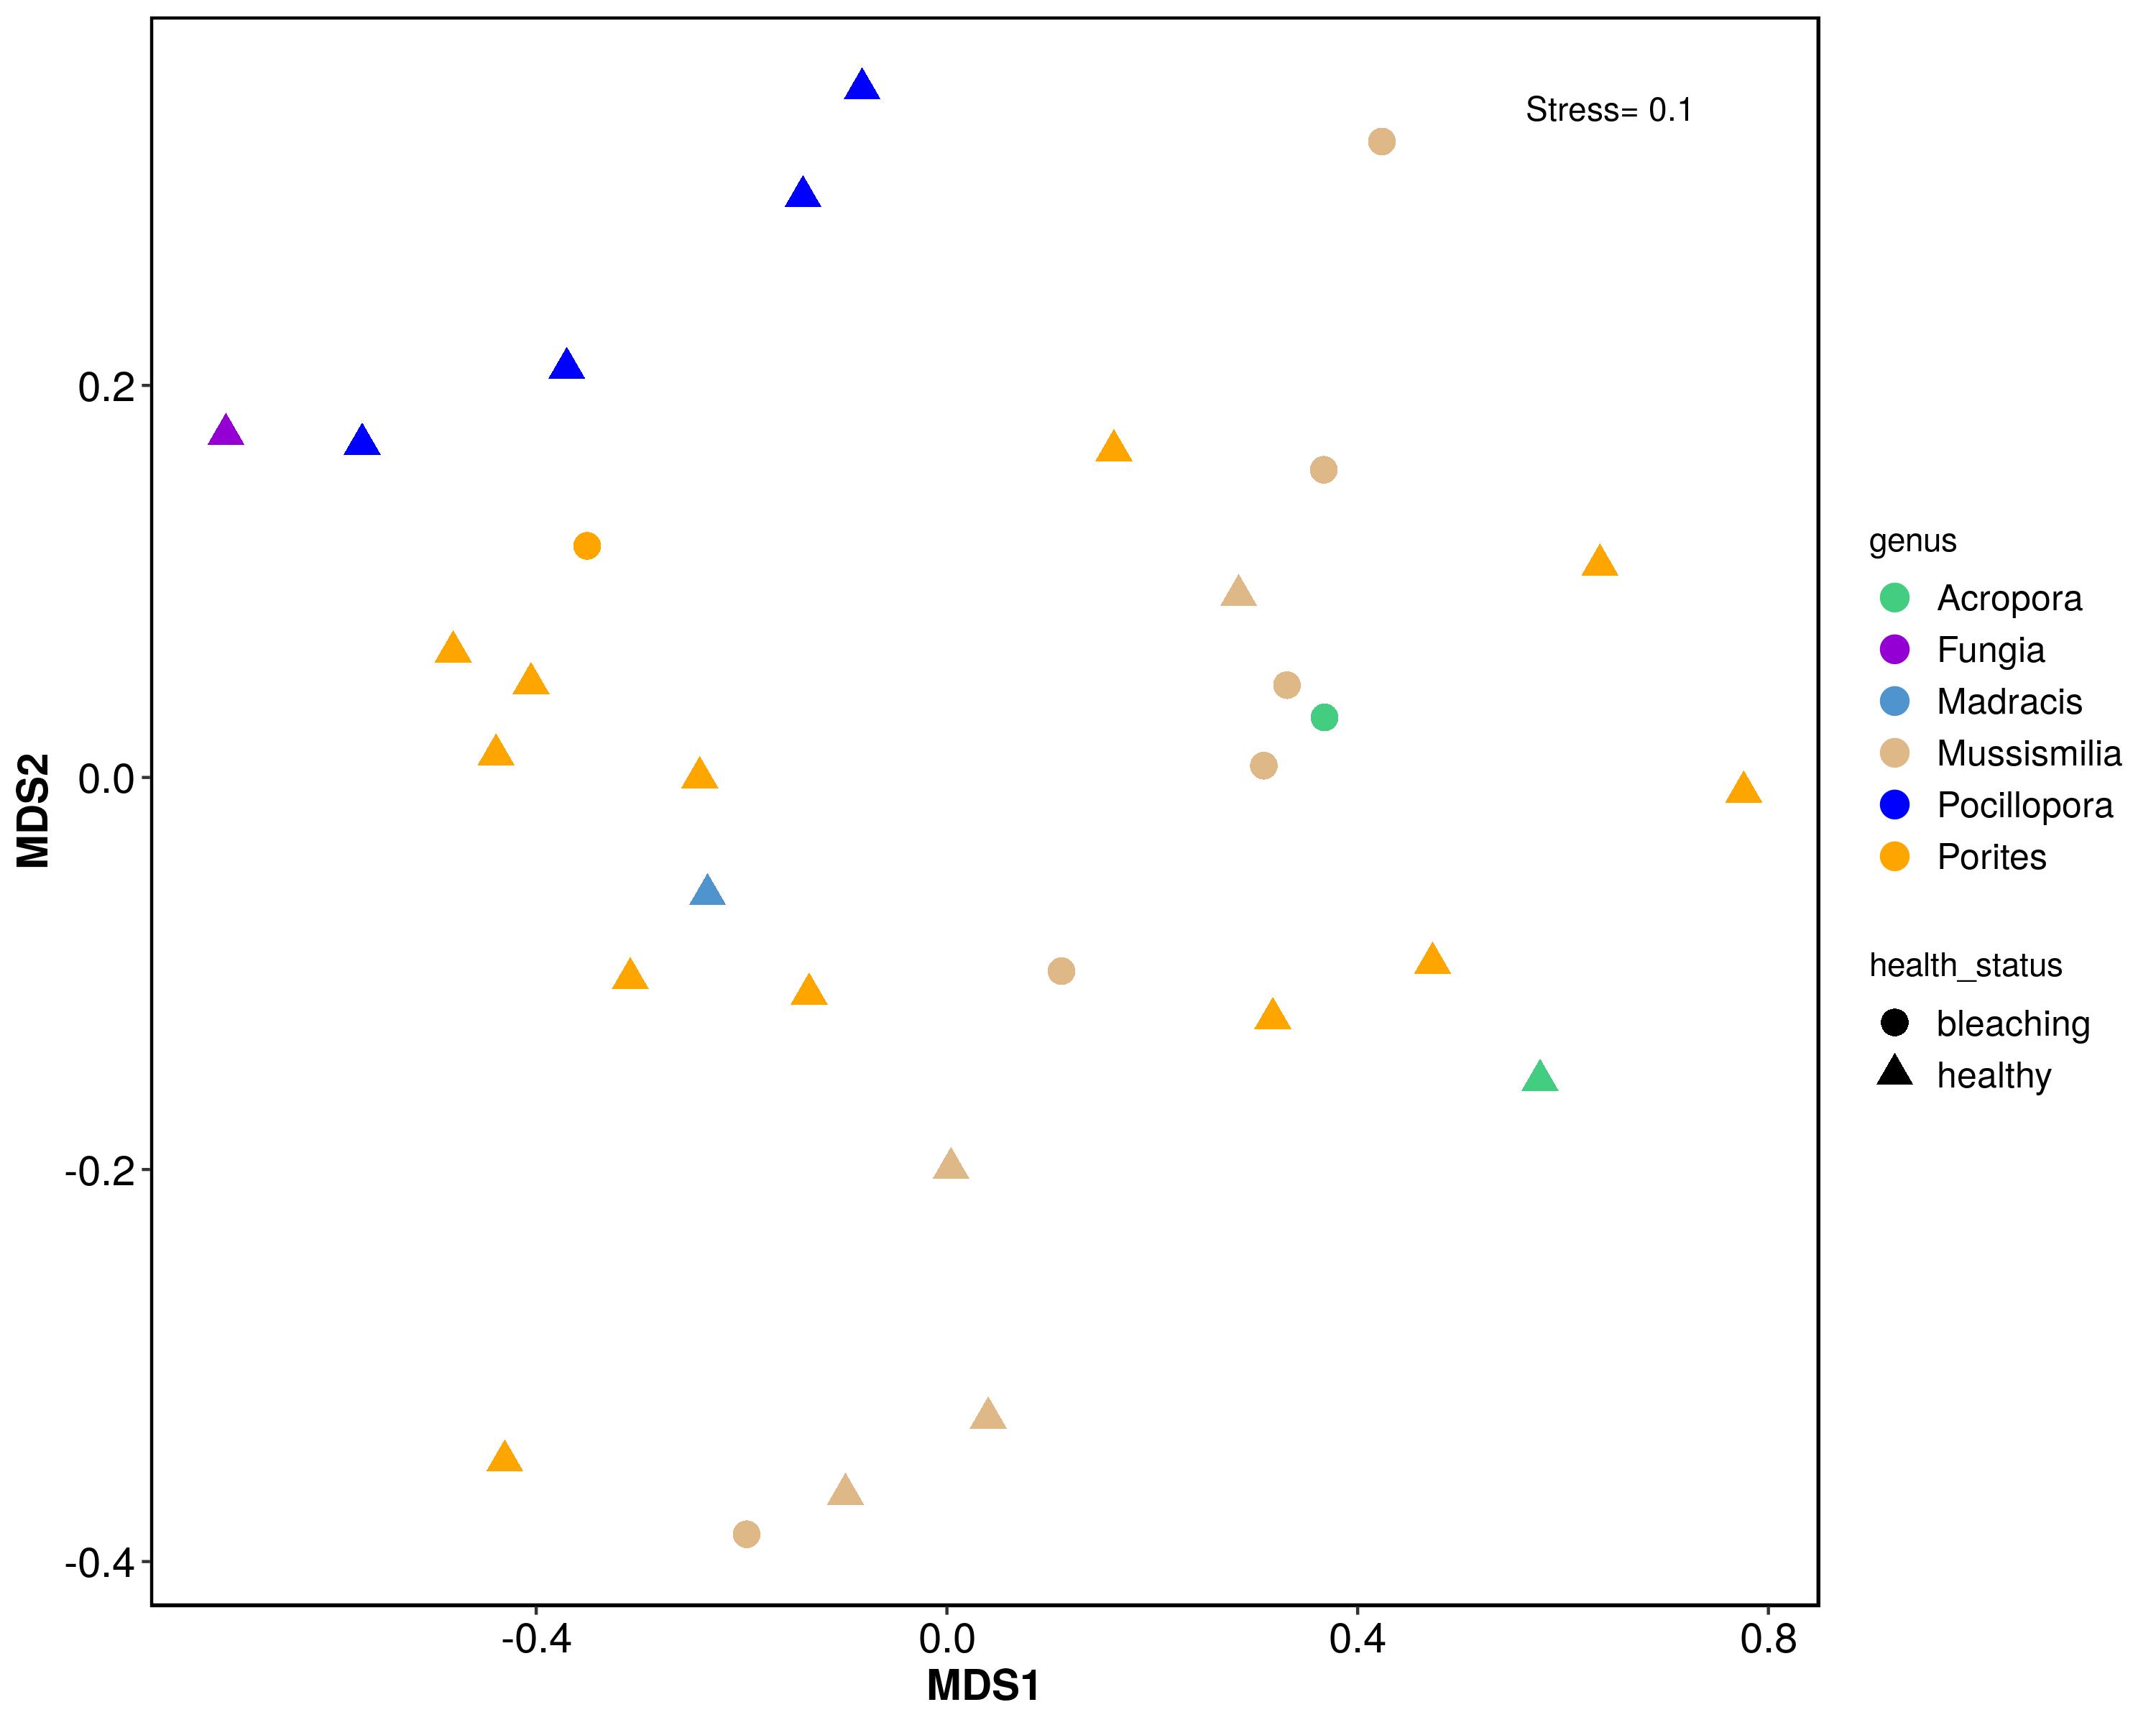 Stress= 0.1
MDS2
0.2
0.0
-0.2
-0.4
-0.4
0.0
0.4
0.8
MDS1
genus
Acropora
Fungia
Madracis
Mussismilia
Pocillopora
Porites
health_status
bleaching
healthy